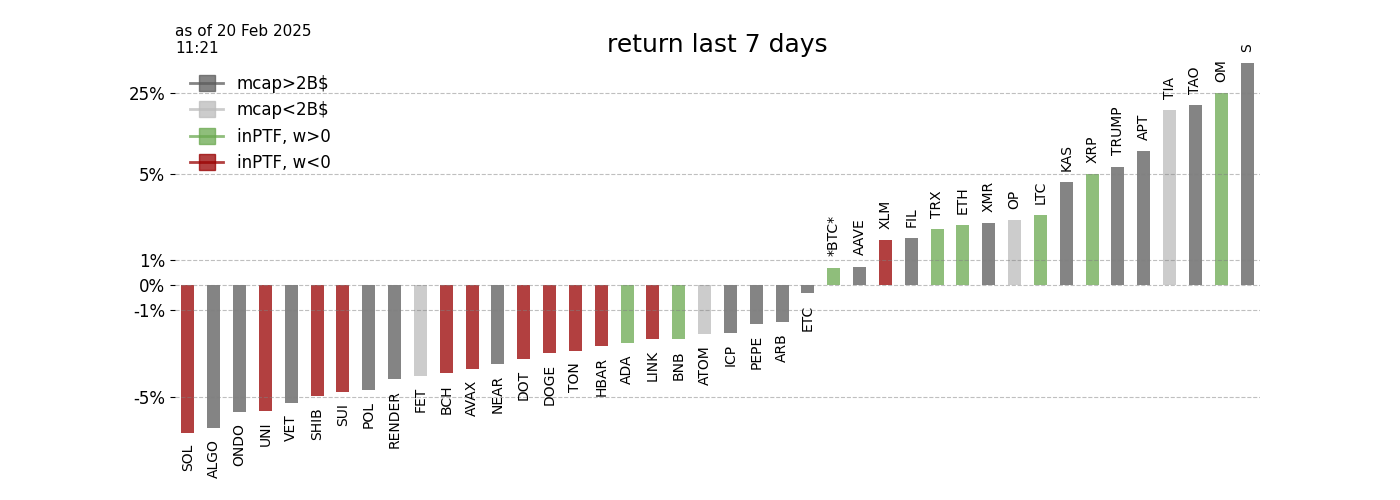 as of 20 Feb 2025
11:21
return last 7 days
mcap>2B$
mcap<2B$
inPTF, w>0
inPTF, w<0
25%
5%
1%
0%
-1%
-5%
SOL
ALGO
ONDO
UNI
VET
SHIB
SUI
POL
RENDER
FET
BCH
AVAX
NEAR
DOT
DOGE
TON
HBAR
ADA
LINK
BNB
ATOM
ICP
PEPE
ARB
ETC
*BTC*
AAVE
XLM
FIL
TRX
ETH
XMR
OP
LTC
KAS
XRP
TRUMP
APT
TIA
TAO
OM
S